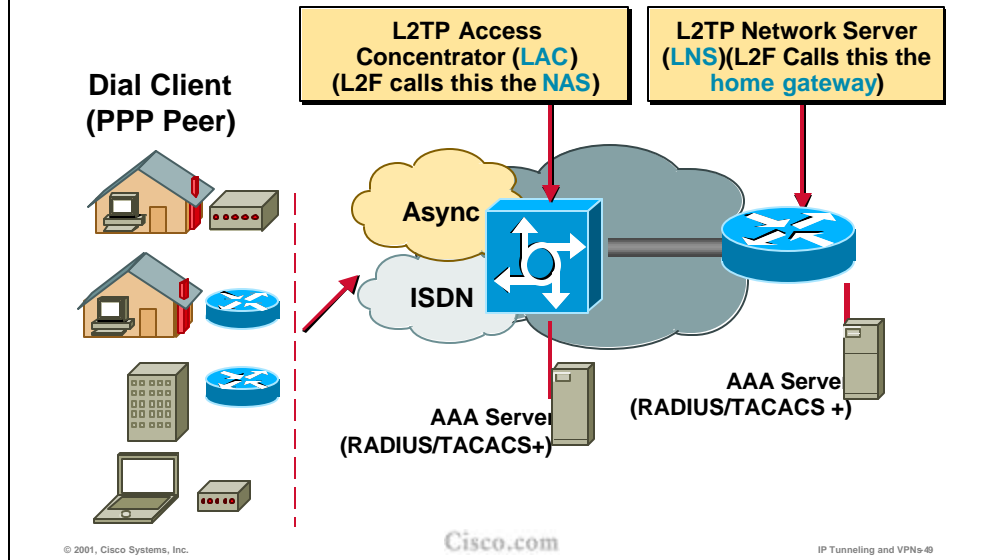 L2TP Access
Concentrator (LAC)
(L2F calls this the NAS)
L2TP Network Server
(LNS)(L2F Calls this the
home gateway)
Dial Client
(PPP Peer)
Async
ISDN
AAA Server
(RADIUS/TACACS+)
AAA Server
(RADIUS/TACACS +)
© 2001, Cisco Systems, Inc.
Cisco.com
IP Tunneling and VPNs-49